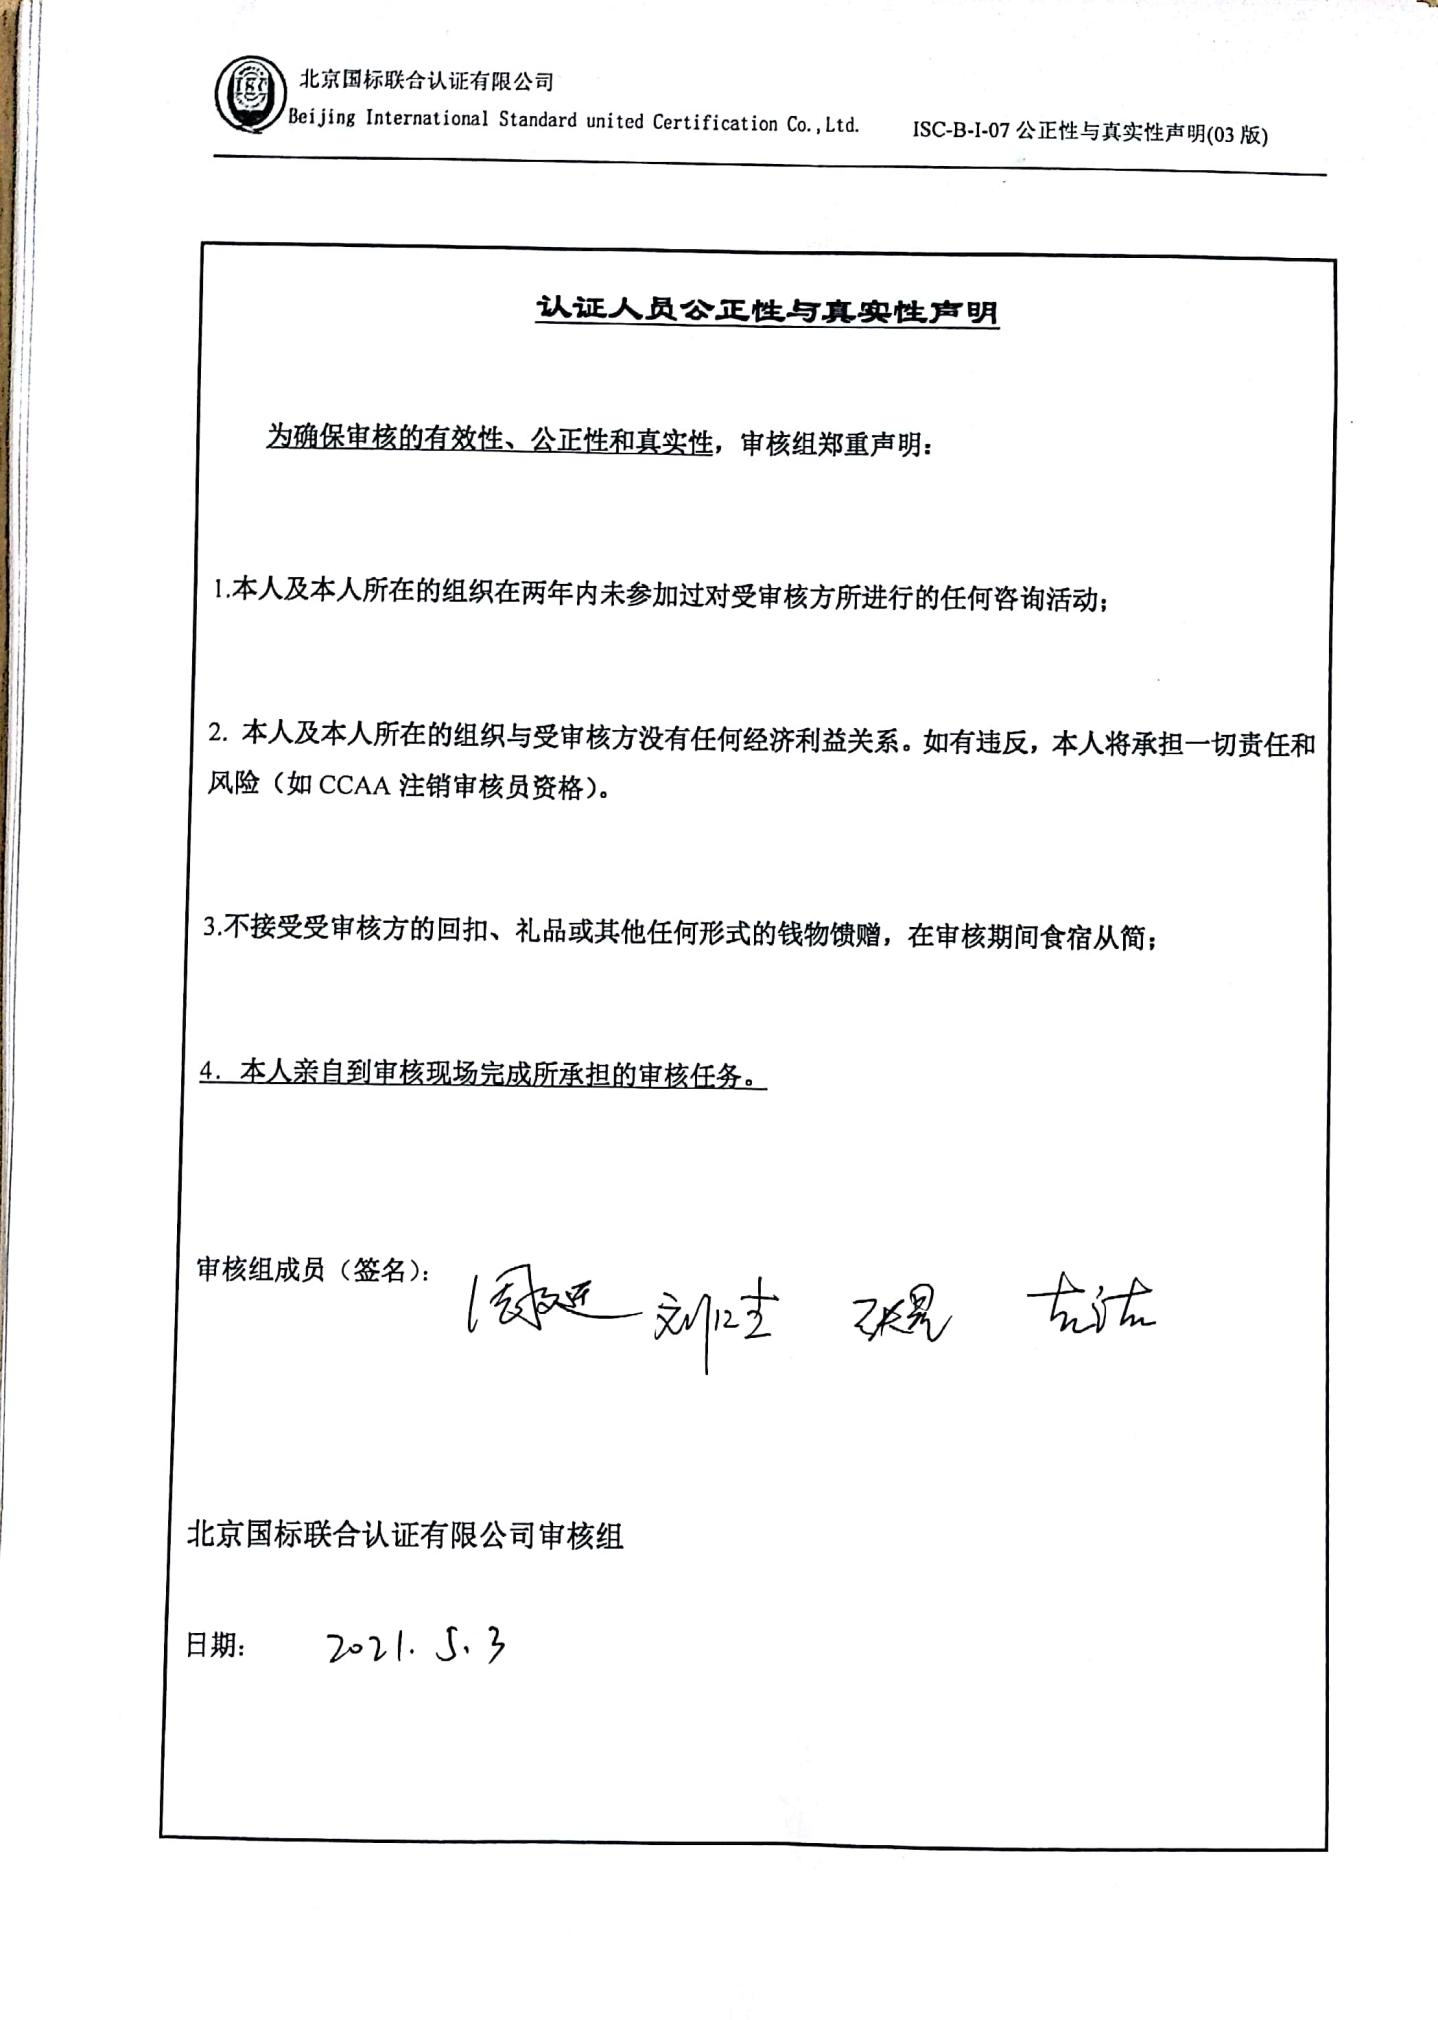 北京国标联合认证有限公司
Beijing International Standard united Certification Co.,Ltd. ISC-B-I-07 公正性与真实性声明(03 版)
认证人员公正性与真实性声明
为确保审核的有效性、公正性和真实性，审核组郑重声明：
1.本人及本人所在的组织在两年内未参加过对受审核方所进行的任何咨询活动；
2. 本人及本人所在的组织与受审核方没有任何经济利益关系。如有违反，本人将承担一切责任和
风险（如 CCAA 注销审核员资格）。
3.不接受受审核方的回扣、礼品或其他任何形式的钱物馈赠，在审核期间食宿从简；
4. 本人亲自到审核现场完成所承担的审核任务。
审核组成员（签名）：
北京国标联合认证有限公司审核组
日期： 2021.5.3